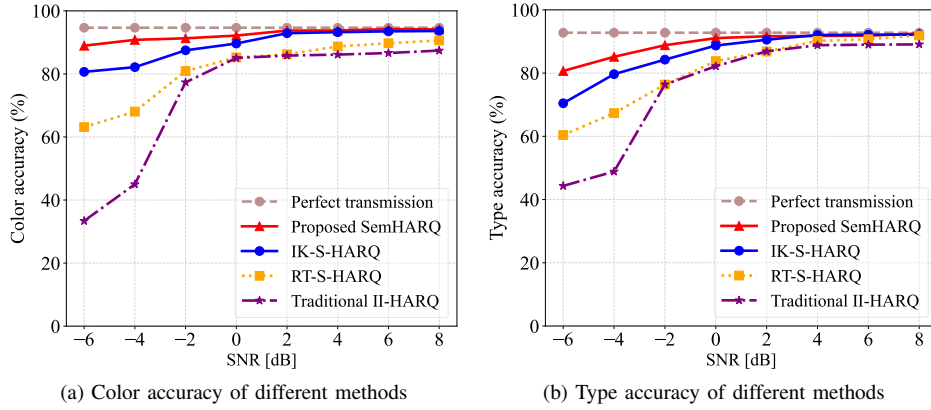 100
80
60
40
20
0
Color accuracy (%)
Perfect transmission
Proposed SemHARQ
IK-S-HARQ
RT-S-HARQ
Traditional II-HARQ
−6 −4 −2 0 2 4 6 8
SNR [dB]
(a) Color accuracy of different methods
100
80
60
40
20
0
Type accuracy (%)
Perfect transmission
Proposed SemHARQ
IK-S-HARQ
RT-S-HARQ
Traditional II-HARQ
−6 −4 −2 0 2 4 6 8
SNR [dB]
(b) Type accuracy of different methods